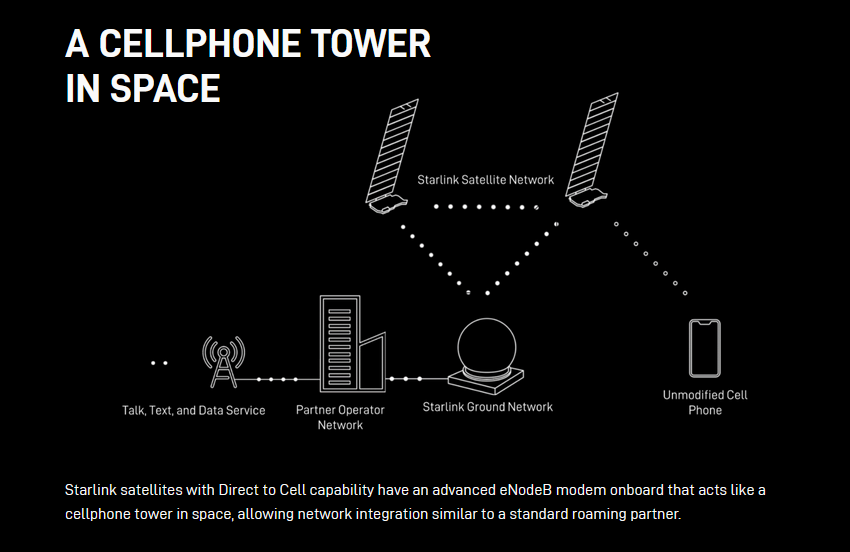 A CELLPHONE TOWER
IN SPACE
Starlink Satellite Network
Talk, Text, and Data Service
Partner Operator
Network
Starlink Ground Network
Unmodified Cell
Phone
Starlink satellites with Direct to Cell capability have an advanced eNodeB modem onboard that acts like a
cellphone tower in space, allowing network integration similar to a standard roaming partner.